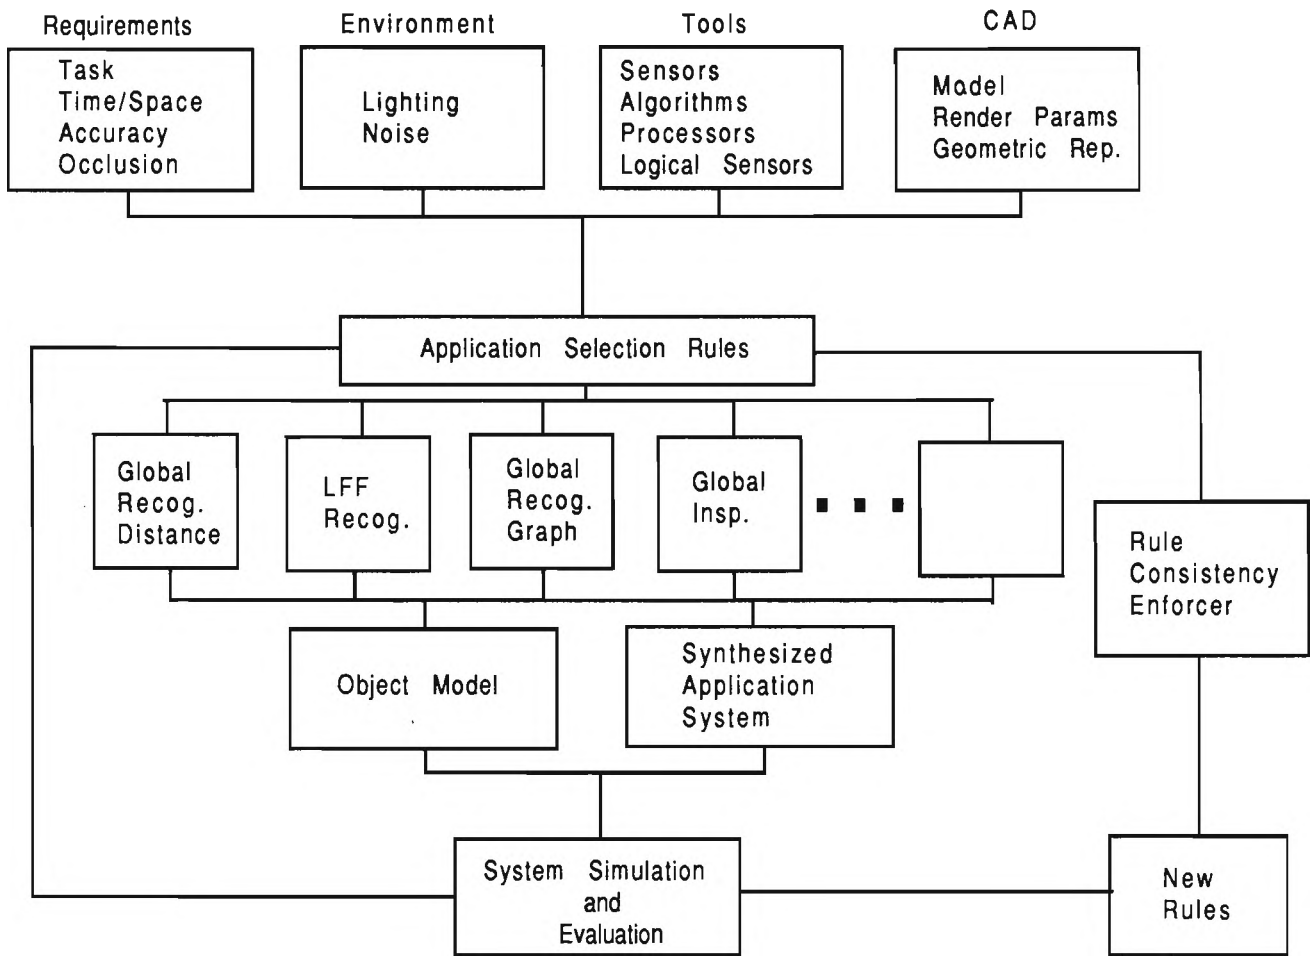 Requirements
Environment
Tools
CAD
Task
Time/Space
Accuracy
Occlusion
Lighting
Noise
Sensors
Algorithms
Processors
Logical Sensors
Model
Render Params
Geometric Rep.
Application Selection Rules
Global
Recog.
Distance
LFF
Recog.
Global
Recog.
Graph
Global
Insp.
Rule
Consistency
Enforcer
Object Model
Synthesized
Application
System
System Simulation
and
Evaluation
New
Rules